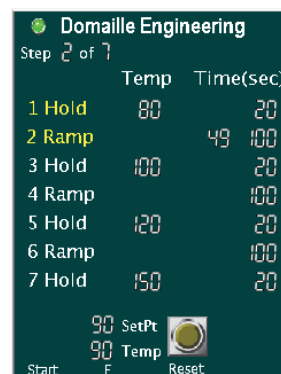 Domaille Engineering
Step 2 of 7
Temp Time(sec)
1 Hold 80 20
2 Ramp 49 100
3 Hold 100 20
4 Ramp 100
5 Hold 120 20
6 Ramp 100
7 Hold 150 20
90 SetPt
90 Temp
Start F Reset